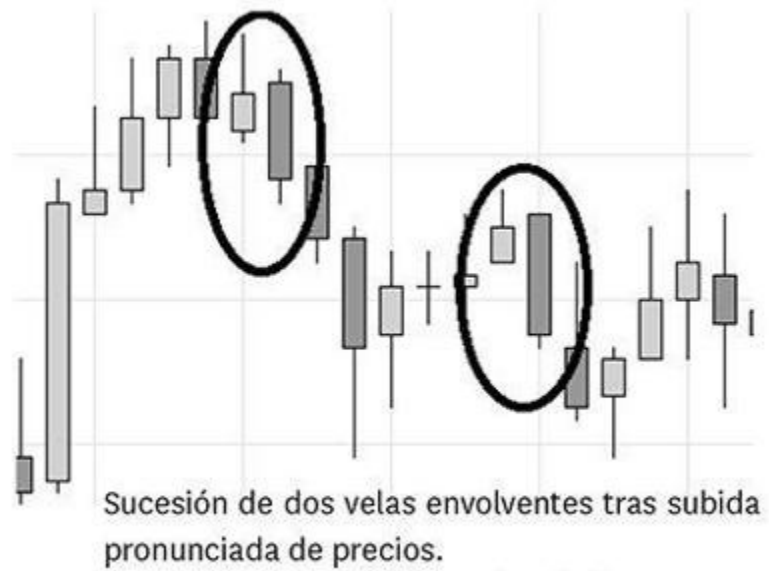 Sucesión de dos velas envolventes tras subida
pronunciada de precios.